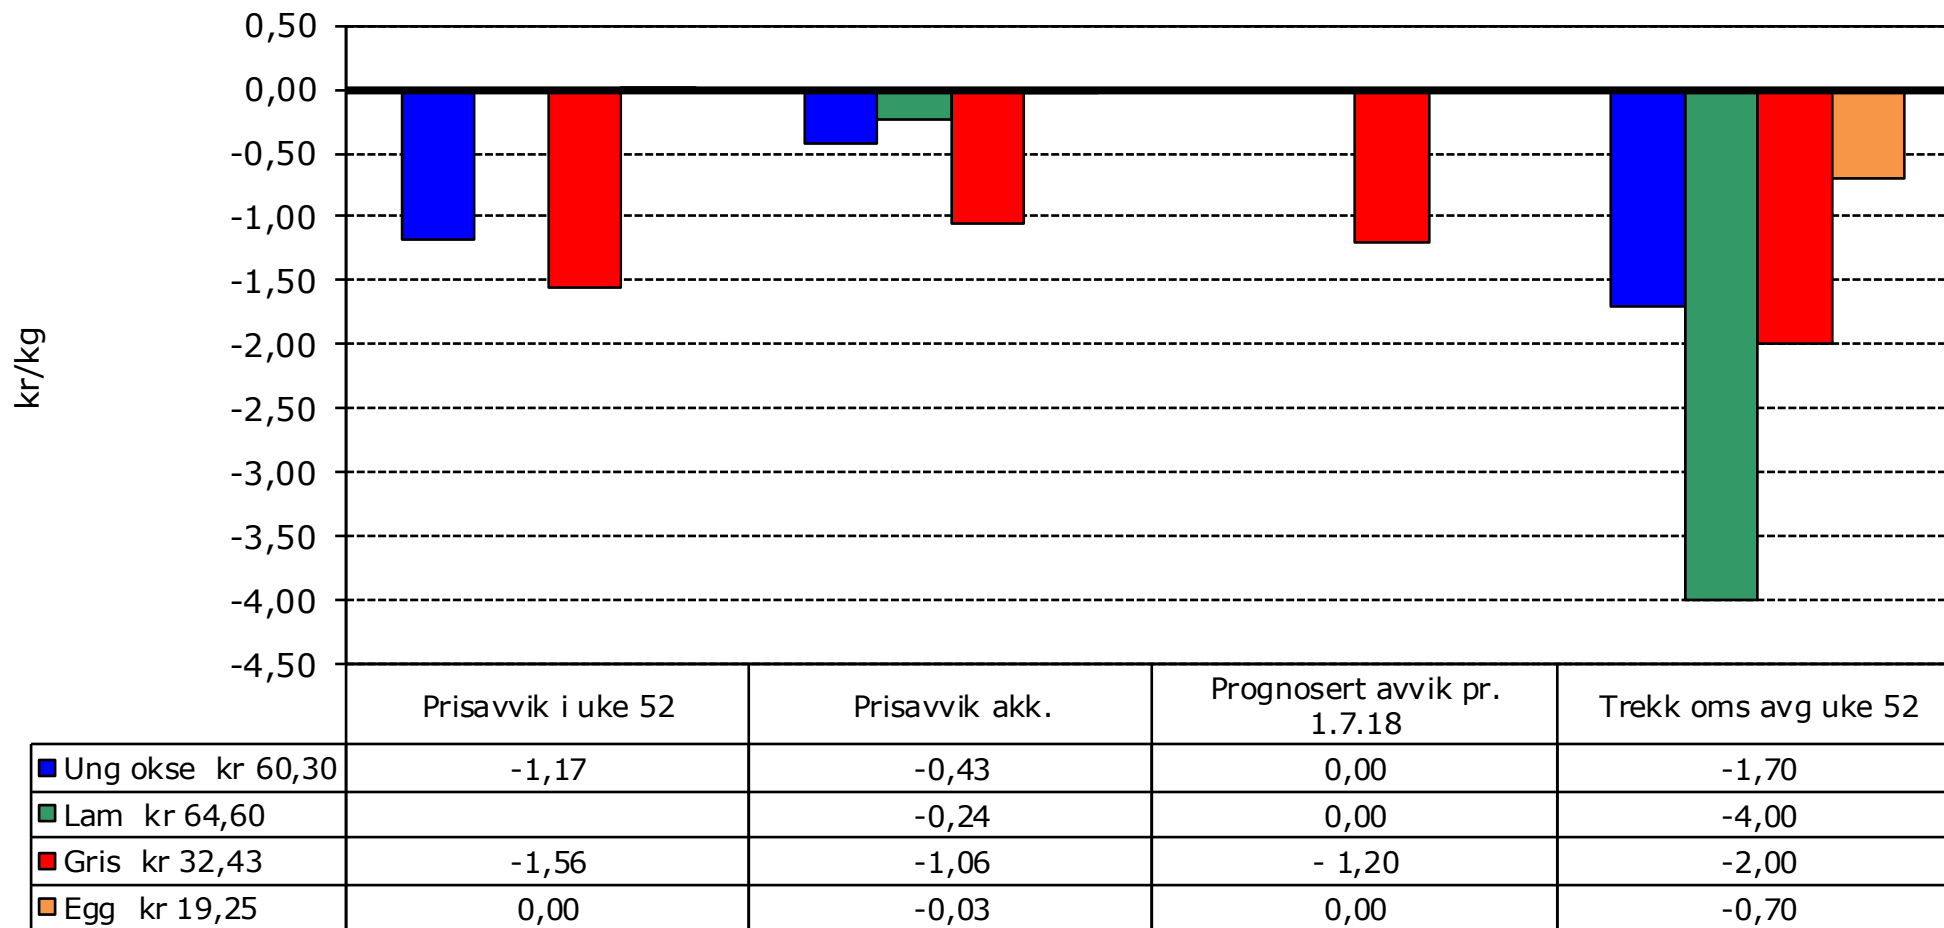 0,50
0,00
-0,50
-1,00
-1,50
-2,00
-2,50
-3,00
-3,50
-4,00
-4,50
kr/kg
Prisavvik i uke 52 Prisavvik akk. Prognosert avvik pr. Trekk oms avg uke 52
1.7.18
Ung okse kr 60,30 -1,17 -0,43 0,00 -1,70
Lam kr 64,60 -0,24 0,00 -4,00
Gris kr 32,43 -1,56 -1,06 - 1,20 -2,00
Egg kr 19,25 0,00 -0,03 0,00 -0,70